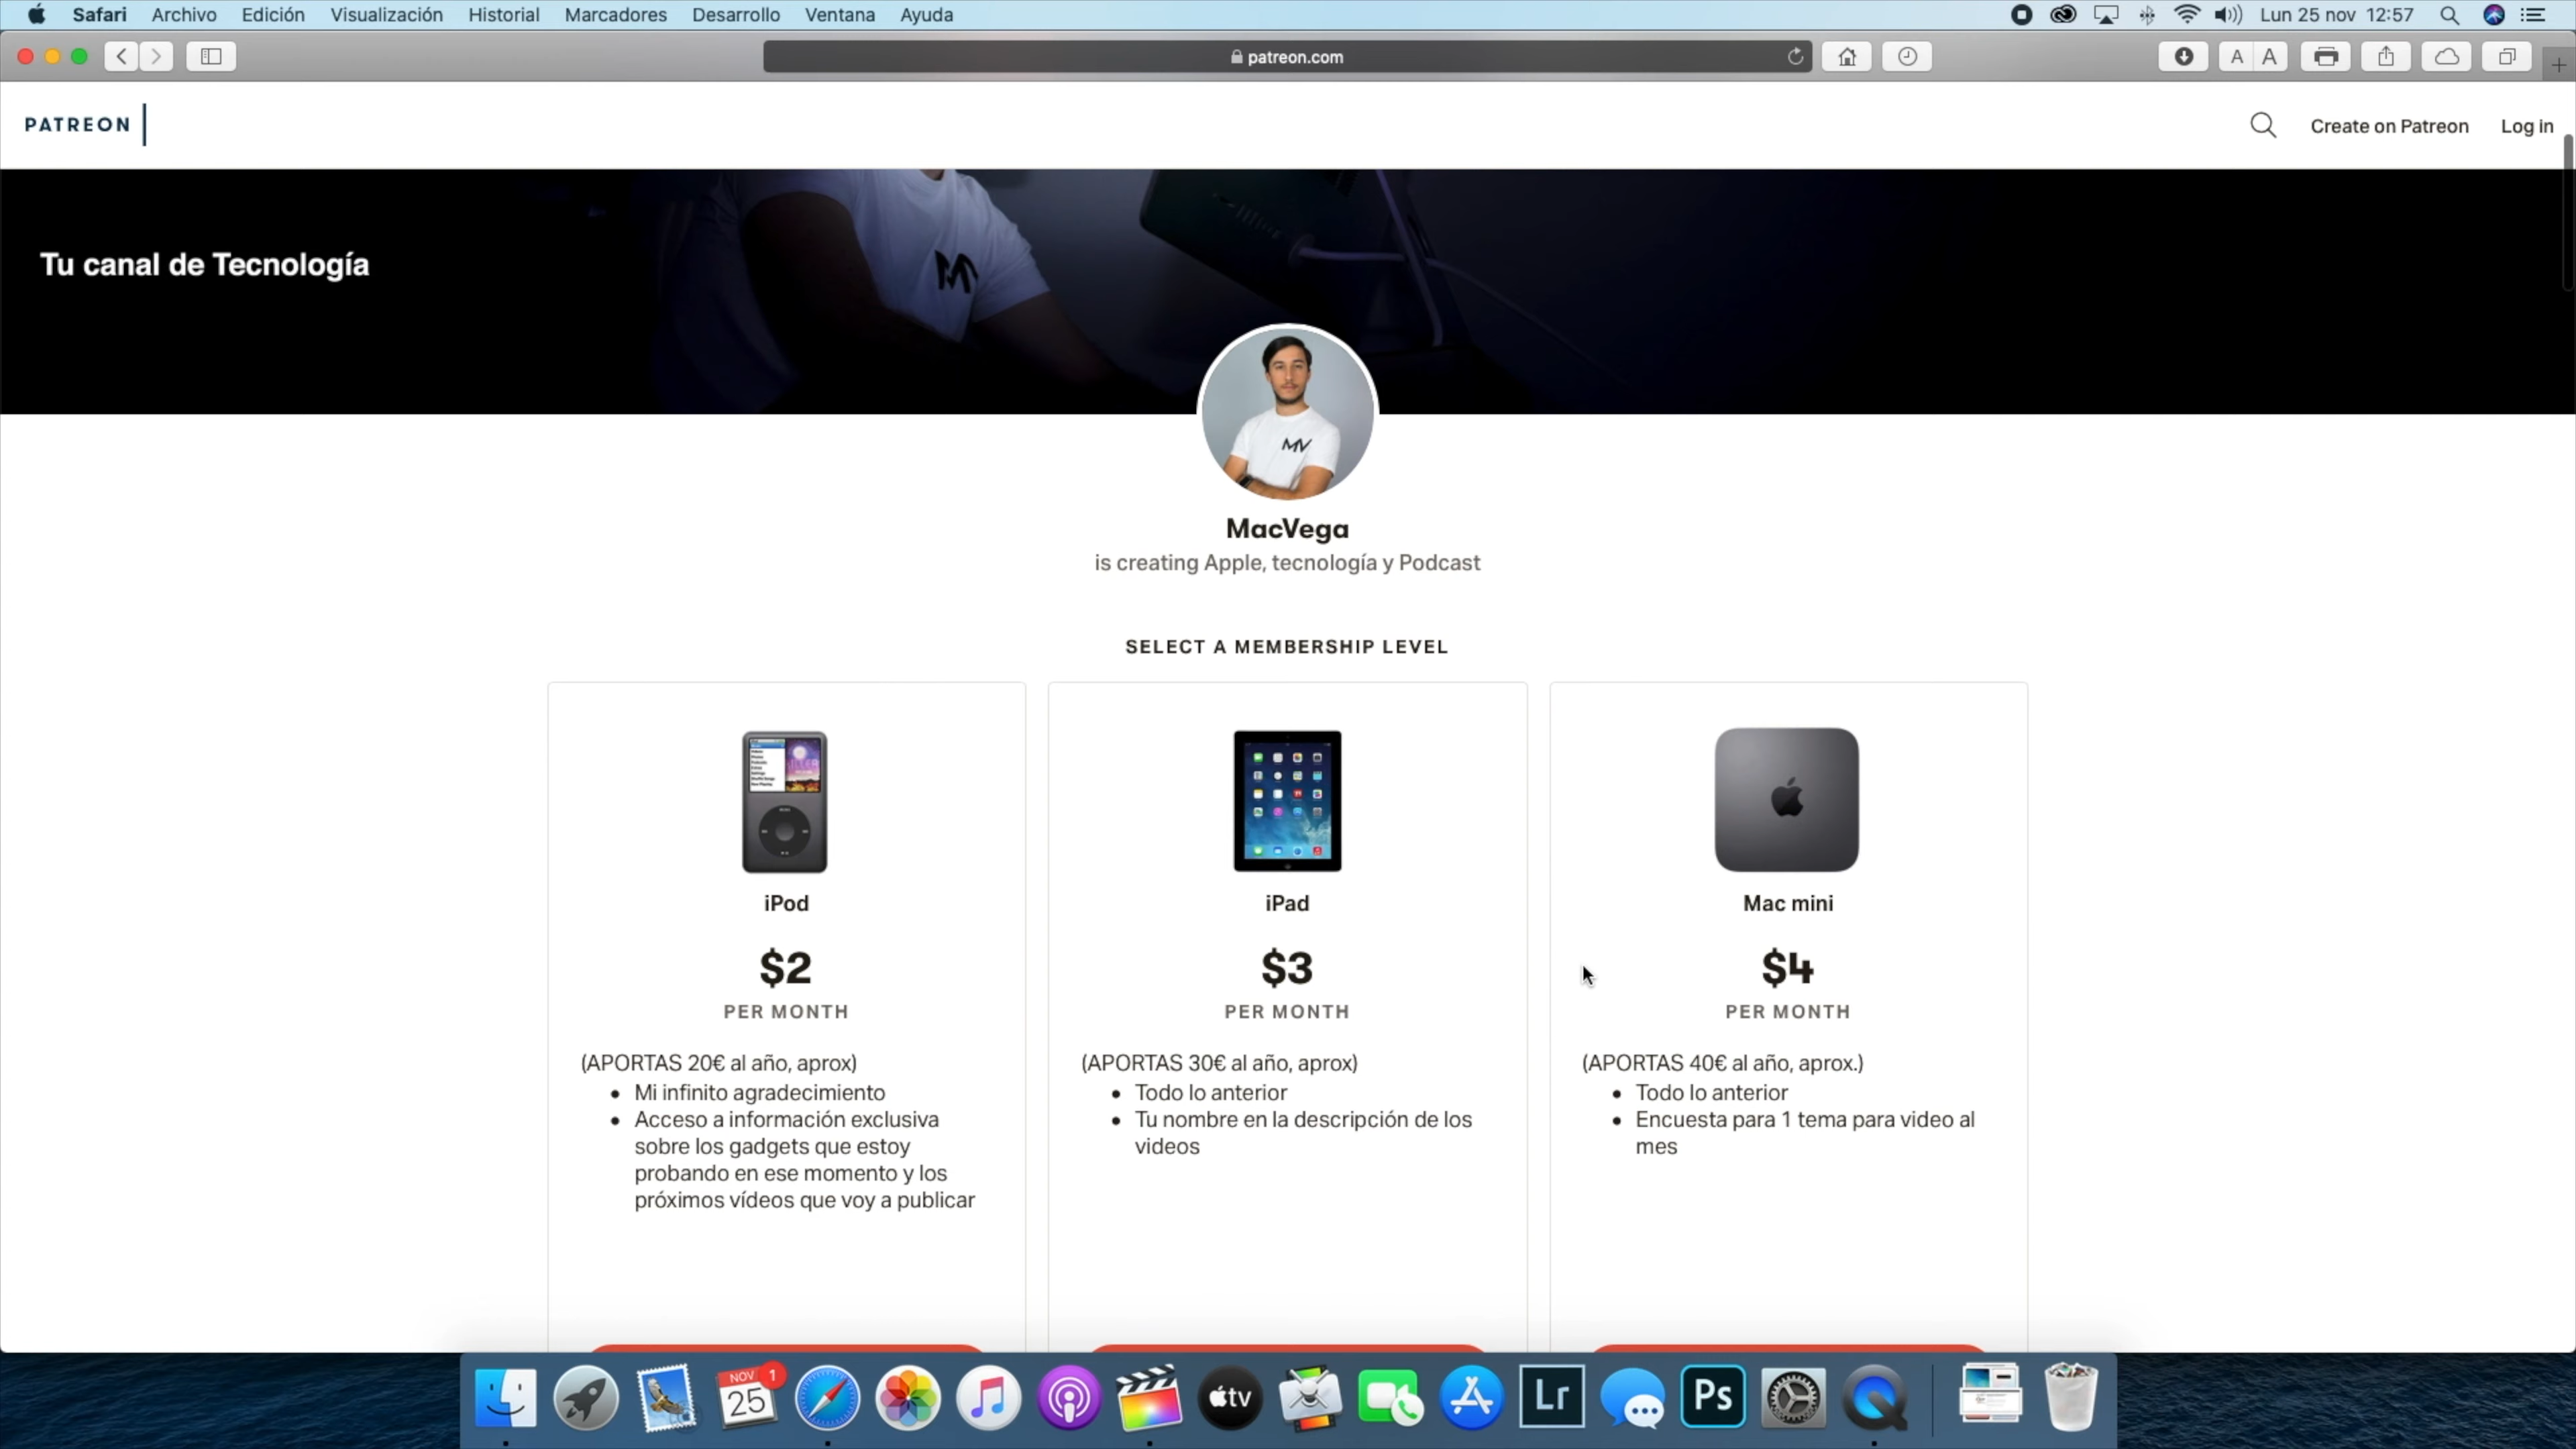 Safari Archivo Edición Visualización Historial Marcadores Desarrollo Ventana Ayuda Lun 25 nov 12:57
patreon.com
A A
PATREON
Create on Patreon Log in
Tu canal de Tecnología
MV
MacVega
is creating Apple, tecnología y Podcast
SELECT A MEMBERSHIP LEVEL
iPod
$2
PER MONTH
(APORTAS 20€ al año, aprox)
• Mi infinito agradecimiento
• Acceso a información exclusiva
sobre los gadgets que estoy
probando en ese momento y los
próximos vídeos que voy a publicar
iPad
$3
PER MONTH
(APORTAS 30€ al año, aprox)
• Todo lo anterior
• Tu nombre en la descripción de los
videos
Mac mini
$4
PER MONTH
(APORTAS 40€ al año, aprox.)
• Todo lo anterior
• Encuesta para 1 tema para video al
mes
NOV 1
25
tv
Lr
Ps